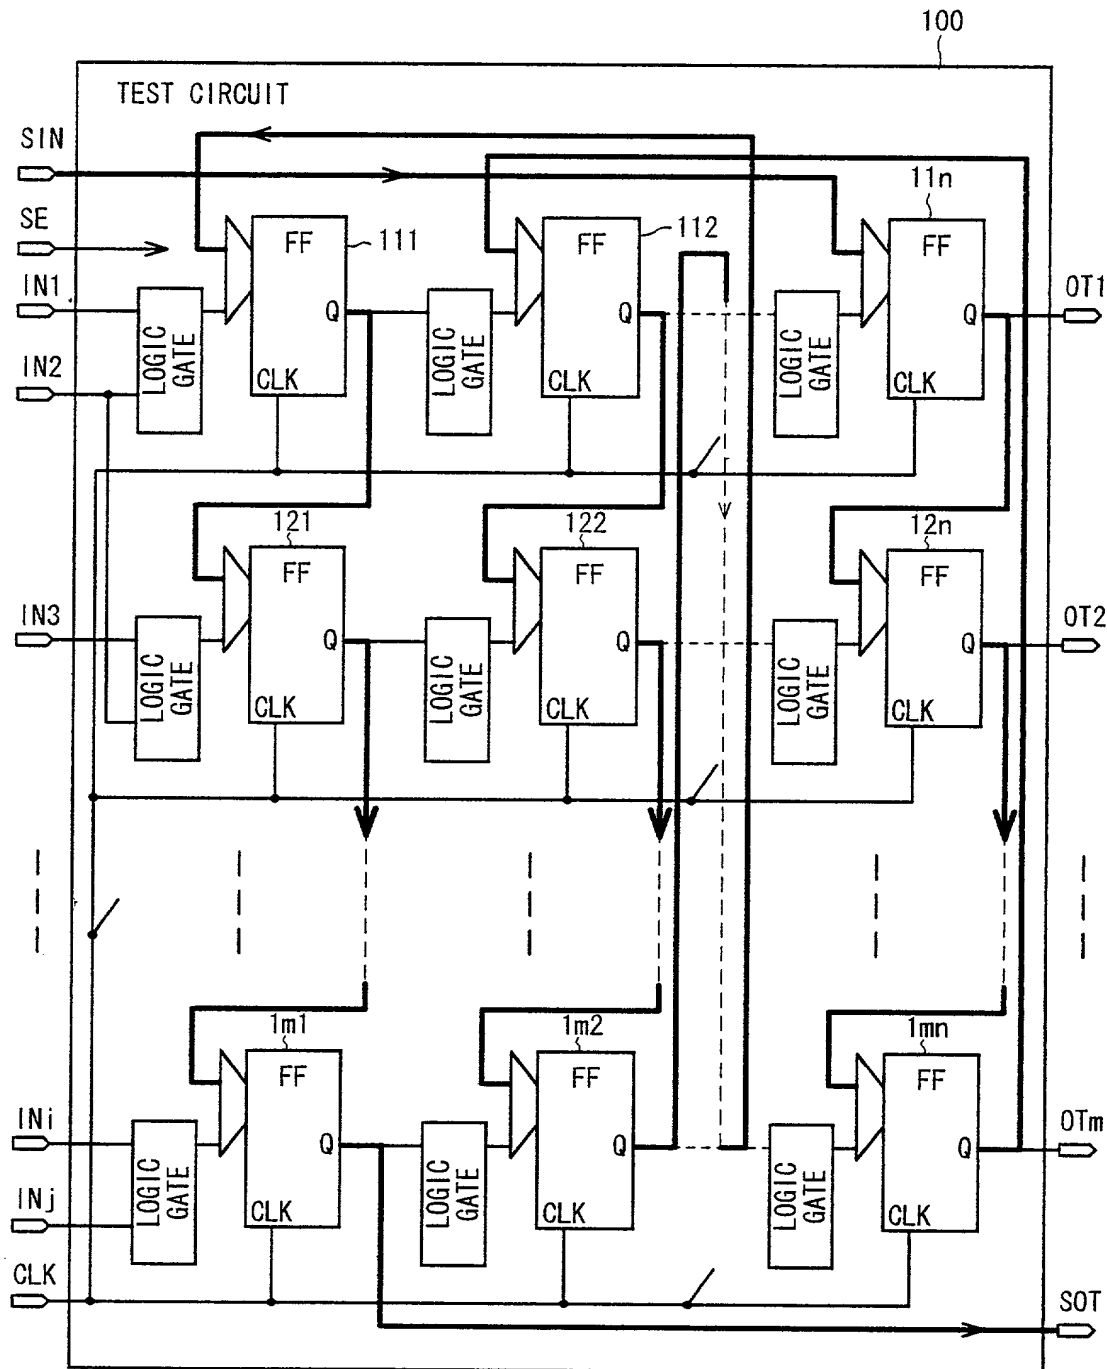 100
TEST CIRCUIT
SIN
SE
IN1
IN2
LOGIC GATE
FF
Q
CLK
111
LOGIC GATE
FF
Q
CLK
112
LOGIC GATE
11n
FF
Q
CLK
OT1
IN3
LOGIC GATE
121
FF
Q
CLK
LOGIC GATE
122
FF
Q
CLK
LOGIC GATE
12n
FF
Q
CLK
OT2
INi
INj
CLK
LOGIC GATE
1m1
FF
Q
CLK
LOGIC GATE
1m2
FF
Q
CLK
LOGIC GATE
1mn
FF
Q
CLK
OTm
SOT